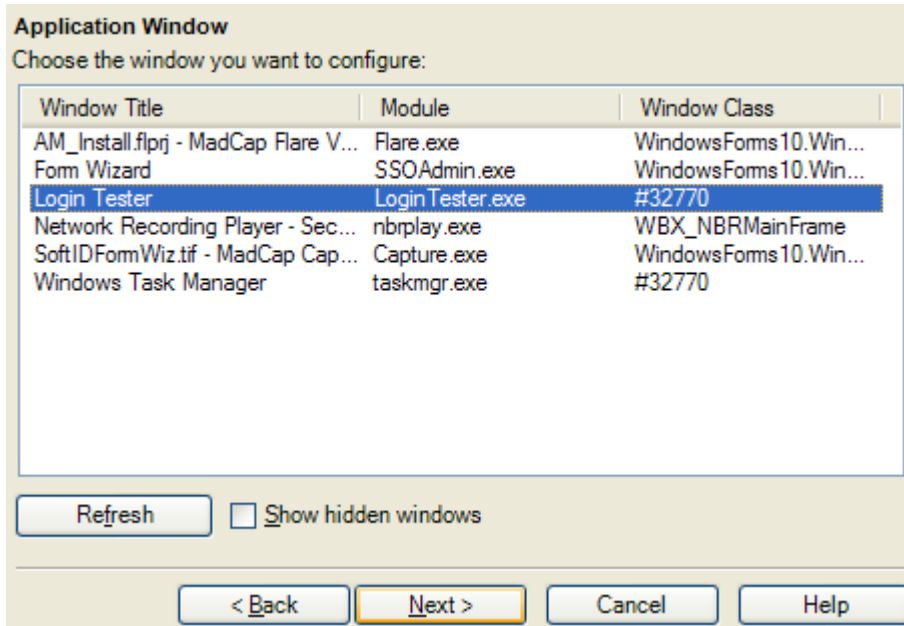 Application Window
Choose the window you want to configure:
Window Title Module Window Class
AM_Install.flprj - MadCap Flare V... Flare.exe WindowsForms10.Win...
Form Wizard SSOAdmin.exe WindowsForms10.Win...
Login Tester LoginTester.exe #32770
Network Recording Player - Sec... nbrplay.exe WBX_NBRMainFrame
SoftIDFormWiz.tif - MadCap Cap... Capture.exe WindowsForms10.Win...
Windows Task Manager taskmgr.exe #32770
Refresh Show hidden windows
< Back Next > Cancel Help